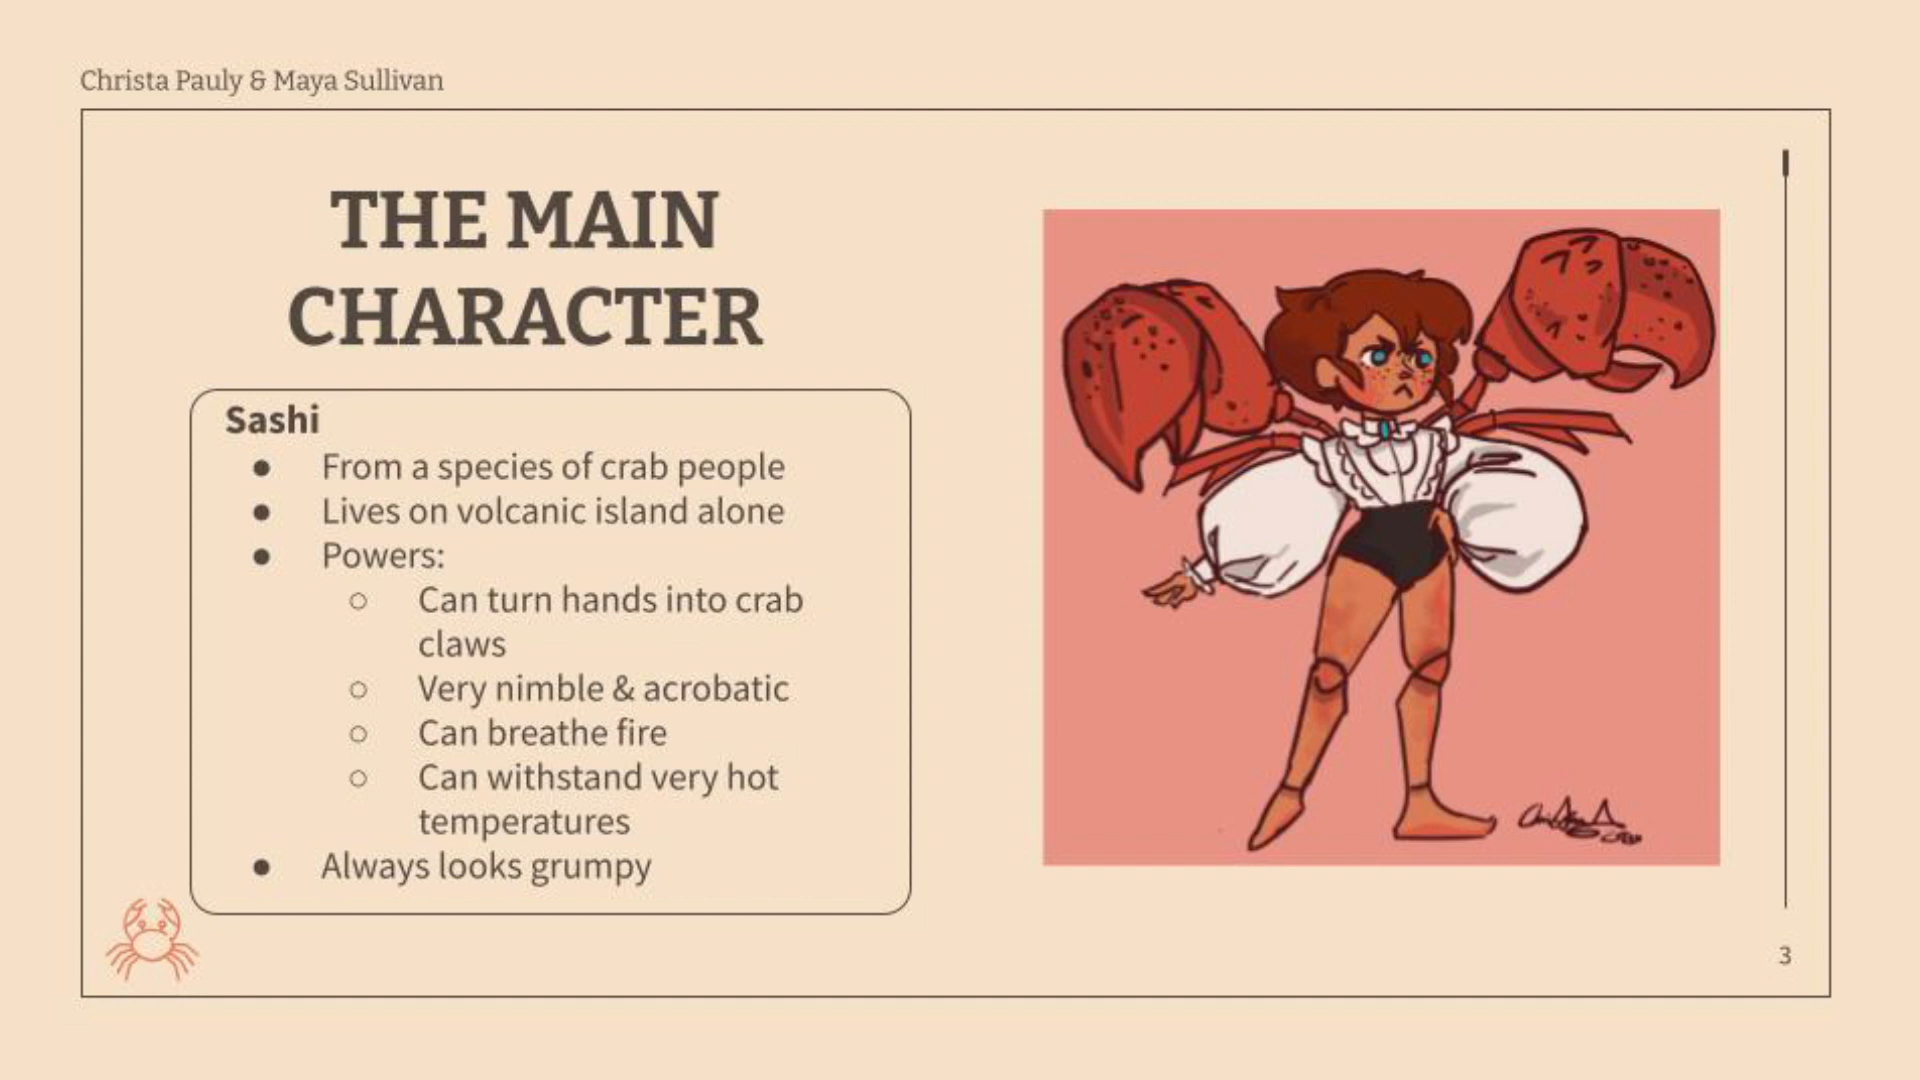 Christa Pauly & Maya Sullivan
THE MAIN
CHARACTER
Sashi
● From a species of crab people
● Lives on volcanic island alone
● Powers:
○ Can turn hands into crab
claws
○ Very nimble & acrobatic
○ Can breathe fire
○ Can withstand very hot
temperatures
● Always looks grumpy
3